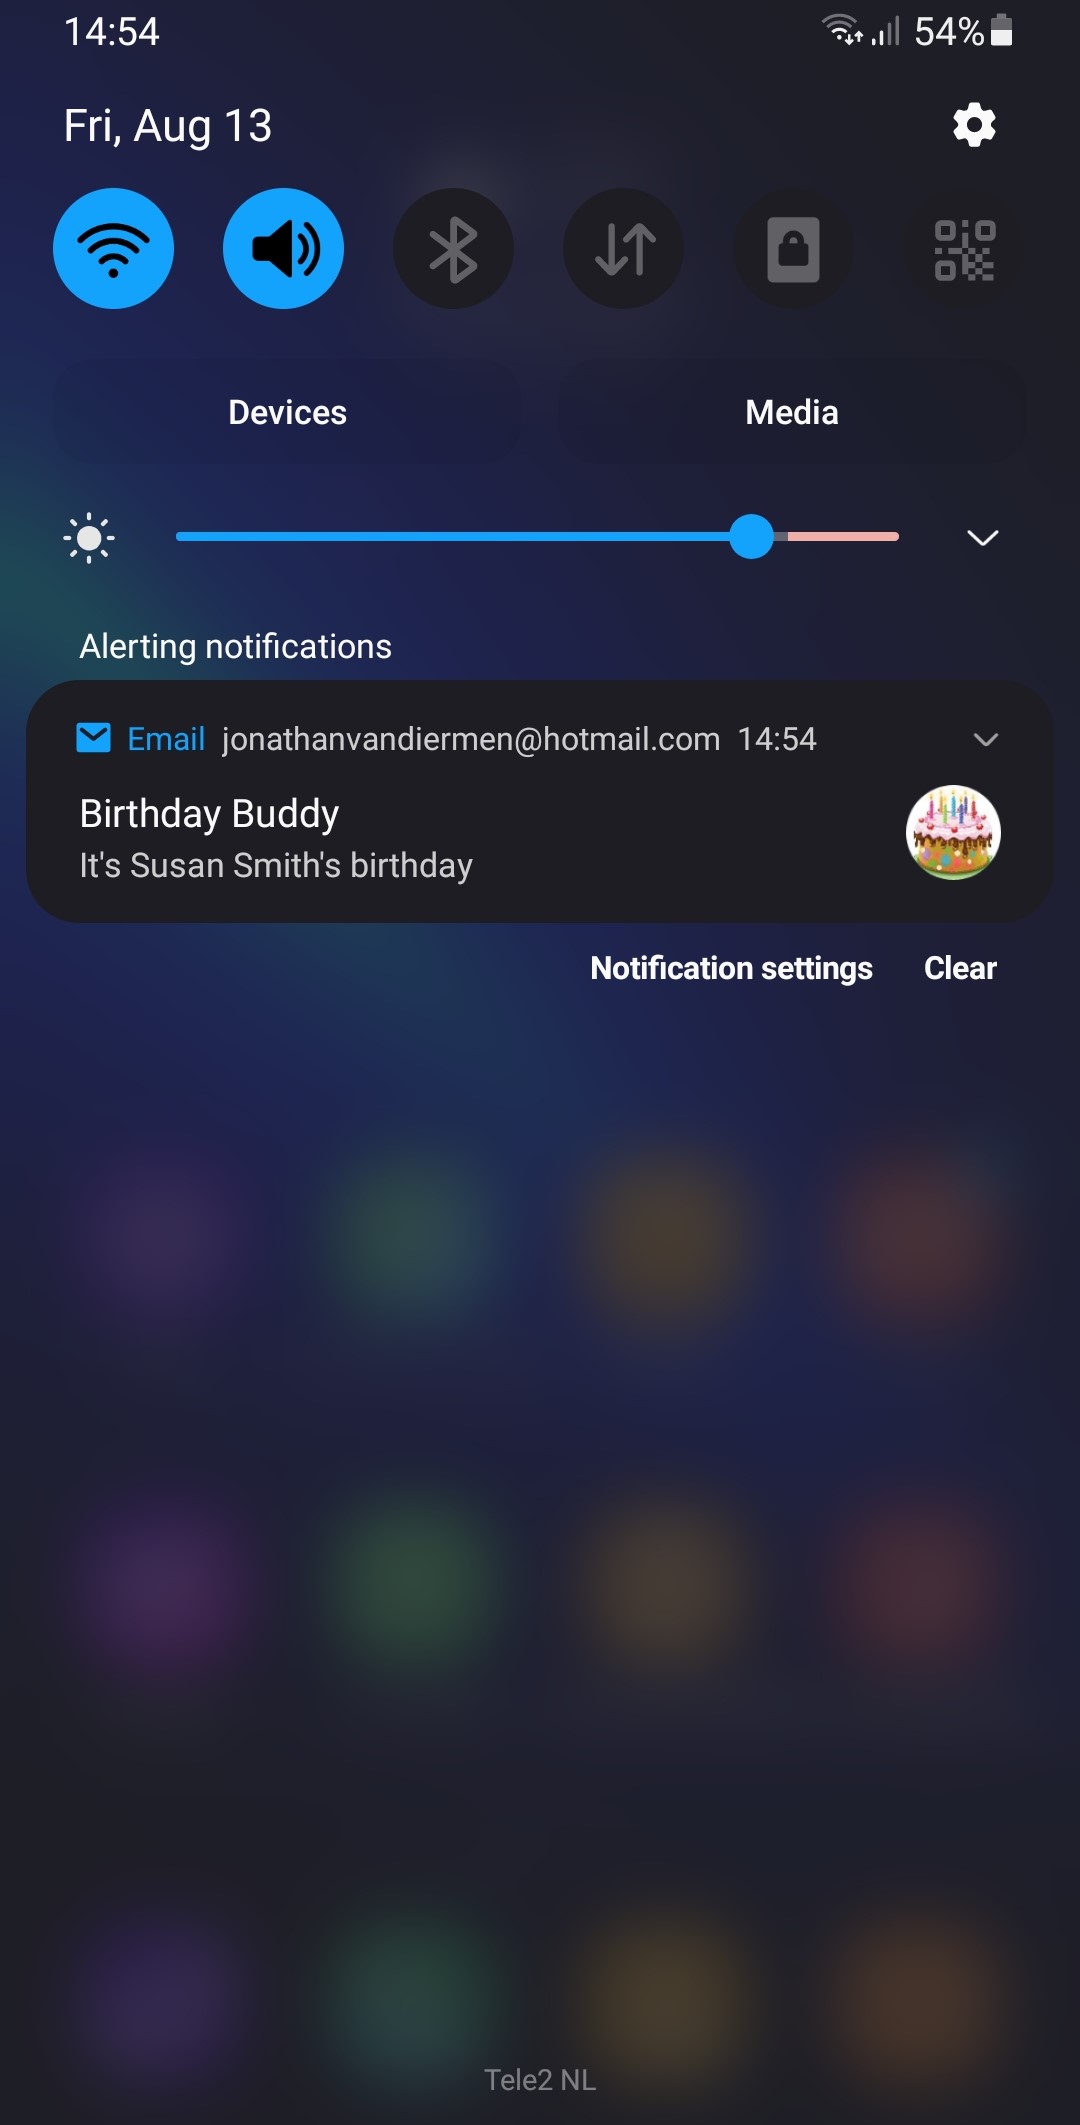 14:54 54%
Fri, Aug 13
Devices Media
Alerting notifications
Email jonathanvandiermen@hotmail.com 14:54
Birthday Buddy
It's Susan Smith's birthday
Notification settings Clear
Tele2 NL